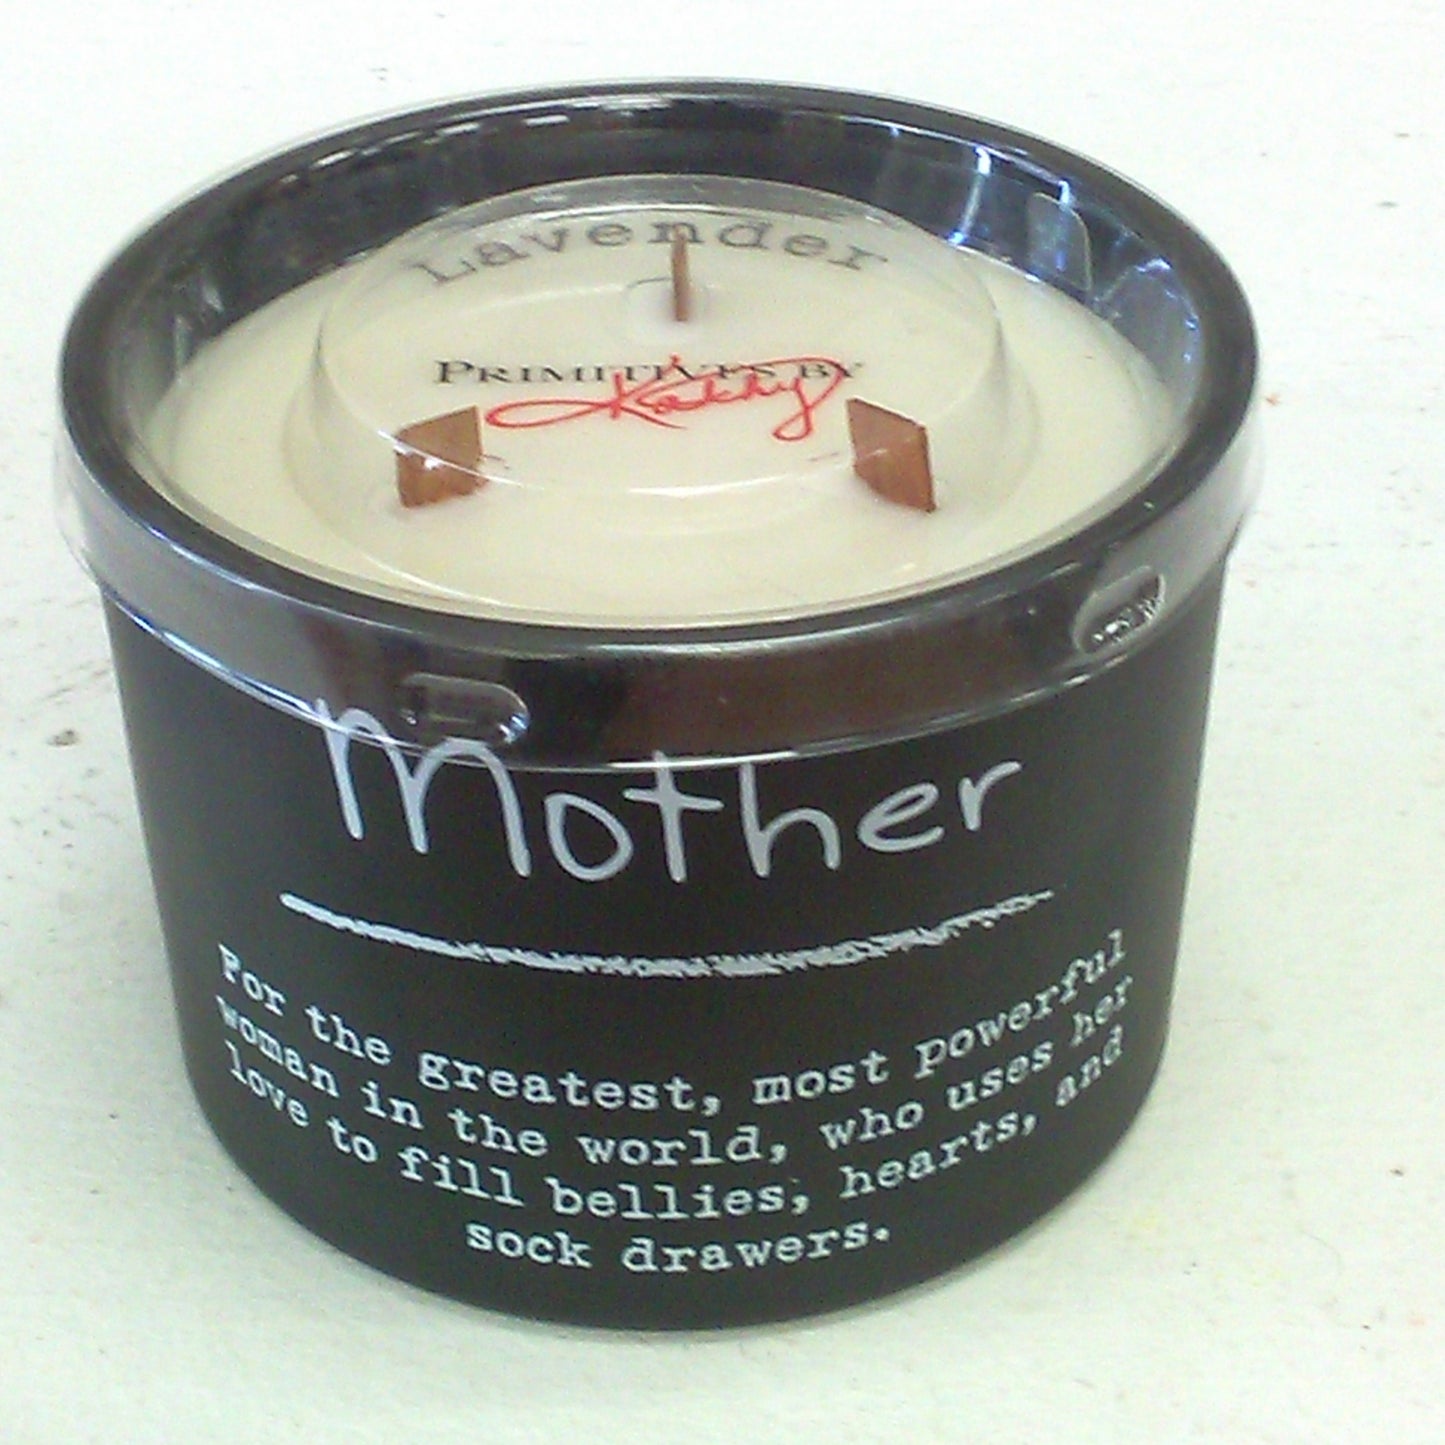 Lavender
PRIMITIVES BY
Kathy
Mother
For the greatest, most powerful
woman in the world, who uses her
love to fill bellies, hearts, and
sock drawers.